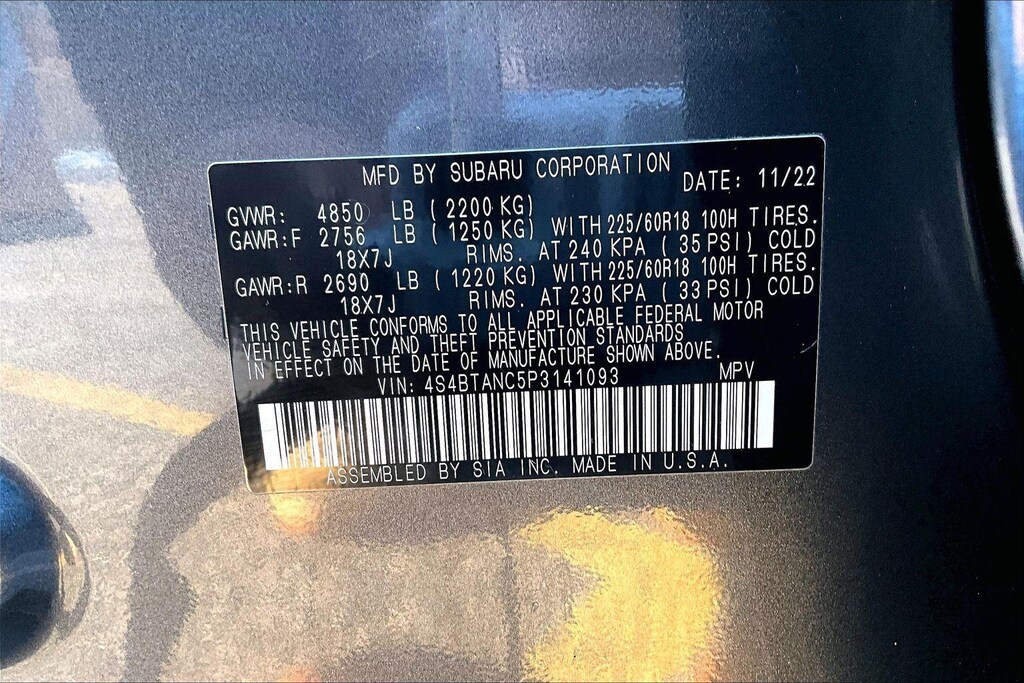 MFD BY SUBARU CORPORATION DATE: 11/22
GVWR: 4850 LB ( 2200 KG)
GAWR:F 2756 LB ( 1250 KG) WITH 225/60R18 100H TIRES.
18X7J RIMS. AT 240 KPA ( 35 PSI) COLD
GAWR:R 2690 LB ( 1220 KG) WITH 225/60R18 100H TIRES.
18X7J RIMS. AT 230 KPA ( 33 PSI) COLD
THIS VEHICLE CONFORMS TO ALL APPLICABLE FEDERAL MOTOR
VEHICLE SAFETY AND THEFT PREVENTION STANDARDS
IN EFFECT ON THE DATE OF MANUFACTURE SHOWN ABOVE.
VIN: 4S4BTANC5P3141093 MPV
ASSEMBLED BY SIA INC. MADE IN U.S.A.